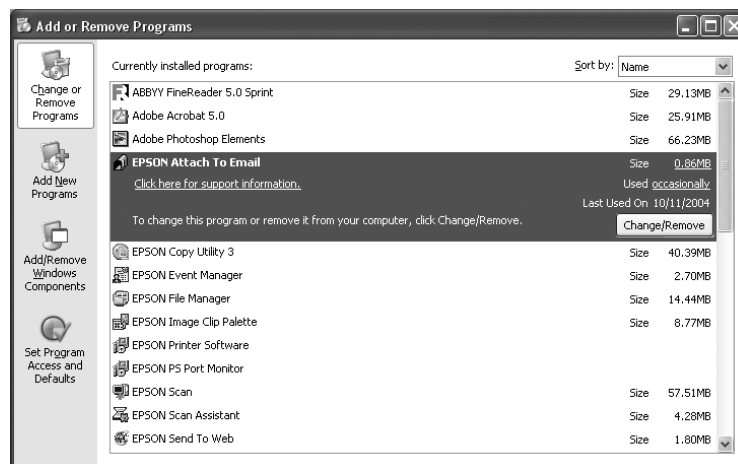 Add or Remove Programs
Change or
Remove
Programs
Add New
Programs
Add/Remove
Windows
Components
Set Program
Access and
Defaults
Currently installed programs:
Sort by: Name
ABBYY FineReader 5.0 Sprint Size 29.13MB
Adobe Acrobat 5.0 Size 25.91MB
Adobe Photoshop Elements Size 66.23MB
EPSON Attach To Email Size 0.86MB
Click here for support information. Used occasionally
Last Used On 10/11/2004
To change this program or remove it from your computer, click Change/Remove. Change/Remove
EPSON Copy Utility 3 Size 40.39MB
EPSON Event Manager Size 2.70MB
EPSON File Manager Size 14.44MB
EPSON Image Clip Palette Size 8.77MB
EPSON Printer Software
EPSON PS Port Monitor
EPSON Scan Size 57.51MB
EPSON Scan Assistant Size 4.28MB
EPSON Send To Web Size 1.80MB